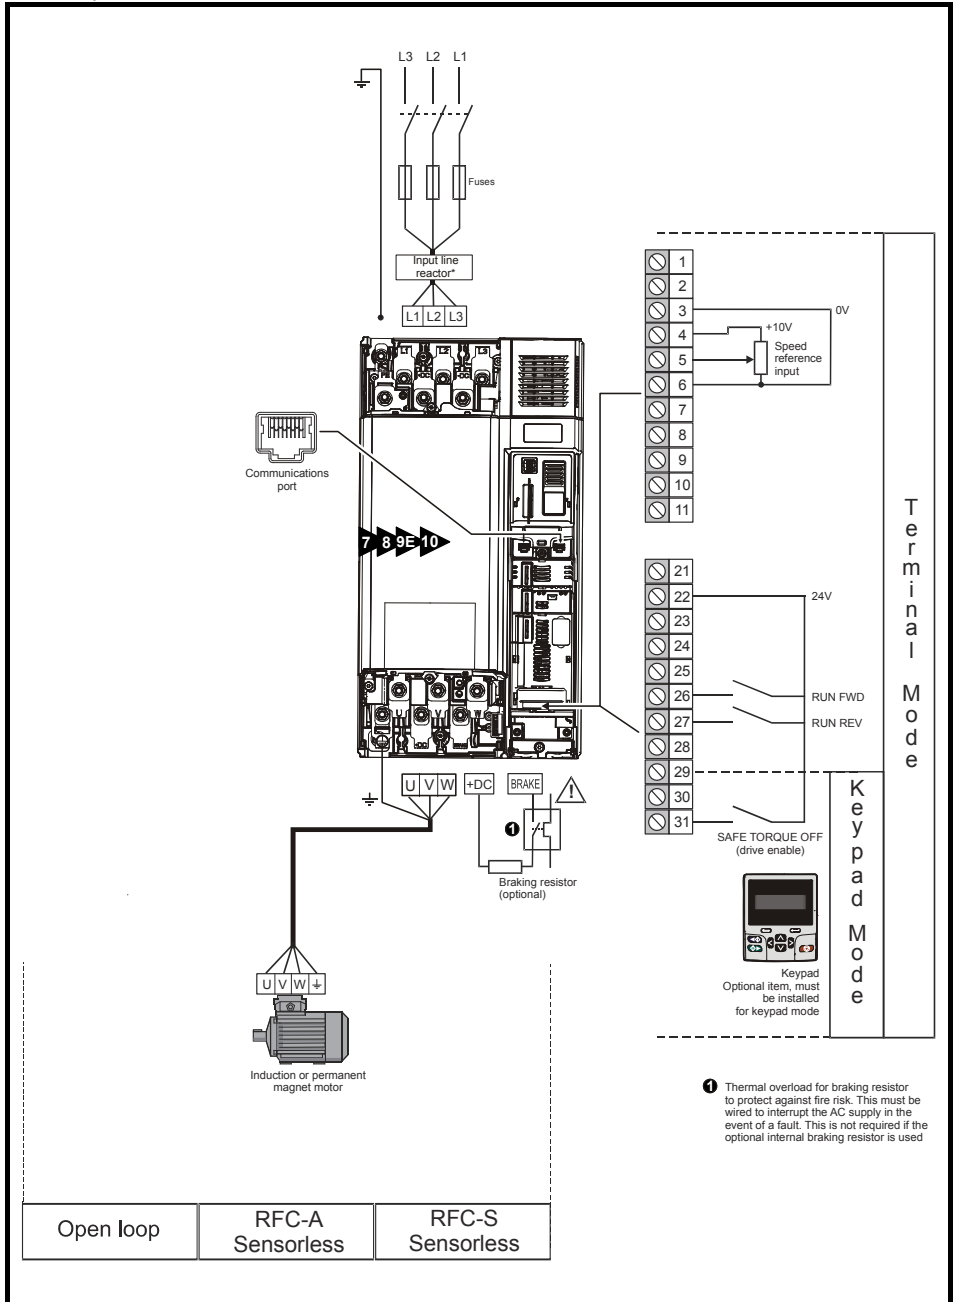 L3 L2 L1
Fuses
Input line
reactor*
L1 L2 L3
L1 L2 L3
Communications
port
7 8 9E 10
U V W
U V W +DC BRAKE
1
Braking resistor
(optional)
U V W
Induction or permanent
magnet motor
1
2
3 0V
4 +10V
5
6
Speed
reference
input
7
8
9
10
11
21
22 24V
23
24
25
26 RUN FWD
27 RUN REV
28
29
30
31
SAFE TORQUE OFF
(drive enable)
Keypad
Optional item, must
be installed
for keypad mode
Keypad Mode
Terminal Mode
1 Thermal overload for braking resistor
to protect against fire risk. This must be
wired to interrupt the AC supply in the
event of a fault. This is not required if the
optional internal braking resistor is used
Open loop
RFC-A
Sensorless
RFC-S
Sensorless